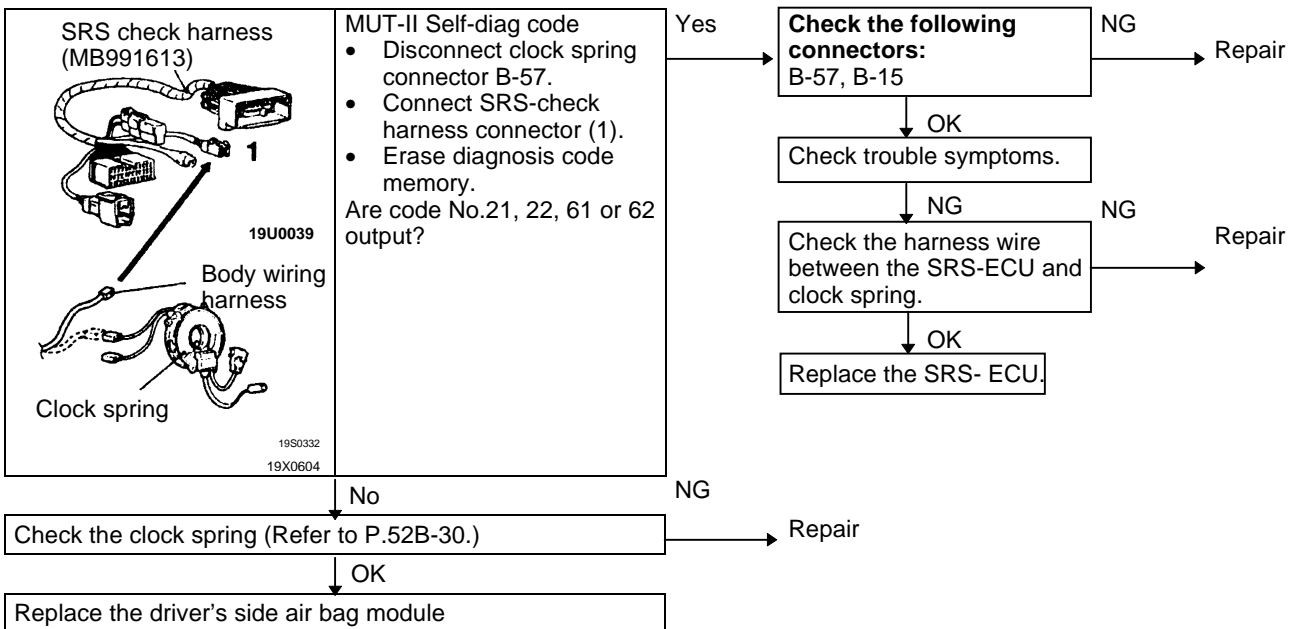 SRS check harness
(MB991613)
1
19U0039
Body wiring
harness
Clock spring
19S0332
19X0604
MUT-II Self-diag code
• Disconnect clock spring
connector B-57.
• Connect SRS-check
harness connector (1).
• Erase diagnosis code
memory.
Are code No.21, 22, 61 or 62
output?
Yes
Check the following
connectors:
B-57, B-15
NG
Repair
OK
Check trouble symptoms.
NG
NG
Check the harness wire
between the SRS-ECU and
clock spring.
Repair
OK
Replace the SRS- ECU.
No
NG
Check the clock spring (Refer to P.52B-30.)
Repair
OK
Replace the driver's side air bag module